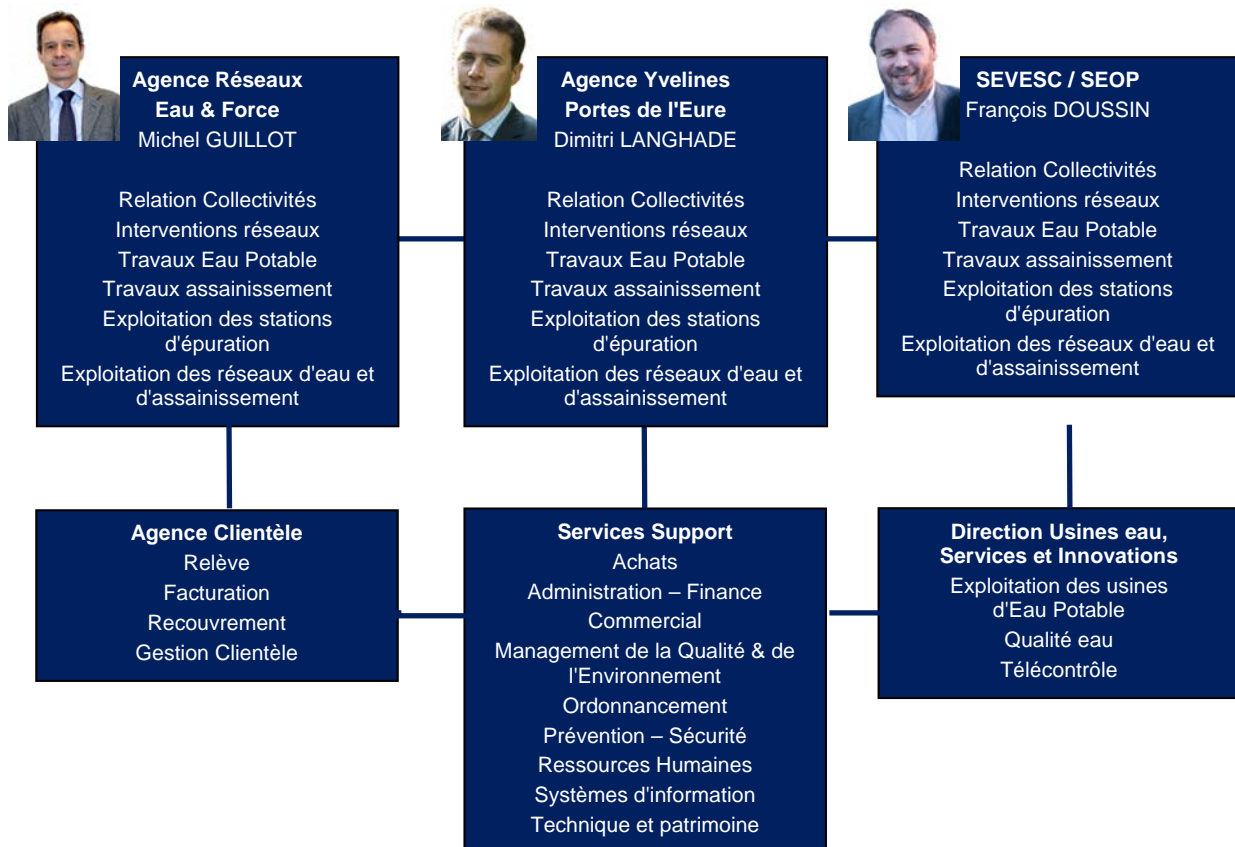 Agence Réseaux
Eau & Force
Michel GUILLOT
Relation Collectivités
Interventions réseaux
Travaux Eau Potable
Travaux assainissement
Exploitation des stations
d'épuration
Exploitation des réseaux d'eau et
d'assainissement
Agence Yvelines
Portes de l'Eure
Dimitri LANGHADE
Relation Collectivités
Interventions réseaux
Travaux Eau Potable
Travaux assainissement
Exploitation des stations
d'épuration
Exploitation des réseaux d'eau et
d'assainissement
SEVESC / SEOP
François DOUSSIN
Relation Collectivités
Interventions réseaux
Travaux Eau Potable
Travaux assainissement
Exploitation des stations
d'épuration
Exploitation des réseaux d'eau et
d'assainissement
Agence Clientèle
Relève
Facturation
Recouvrement
Gestion Clientèle
Services Support
Achats
Administration – Finance
Commercial
Management de la Qualité & de
l'Environnement
Ordonnancement
Prévention – Sécurité
Ressources Humaines
Systèmes d'information
Technique et patrimoine
Direction Usines eau,
Services et Innovations
Exploitation des usines
d'Eau Potable
Qualité eau
Télécontrôle